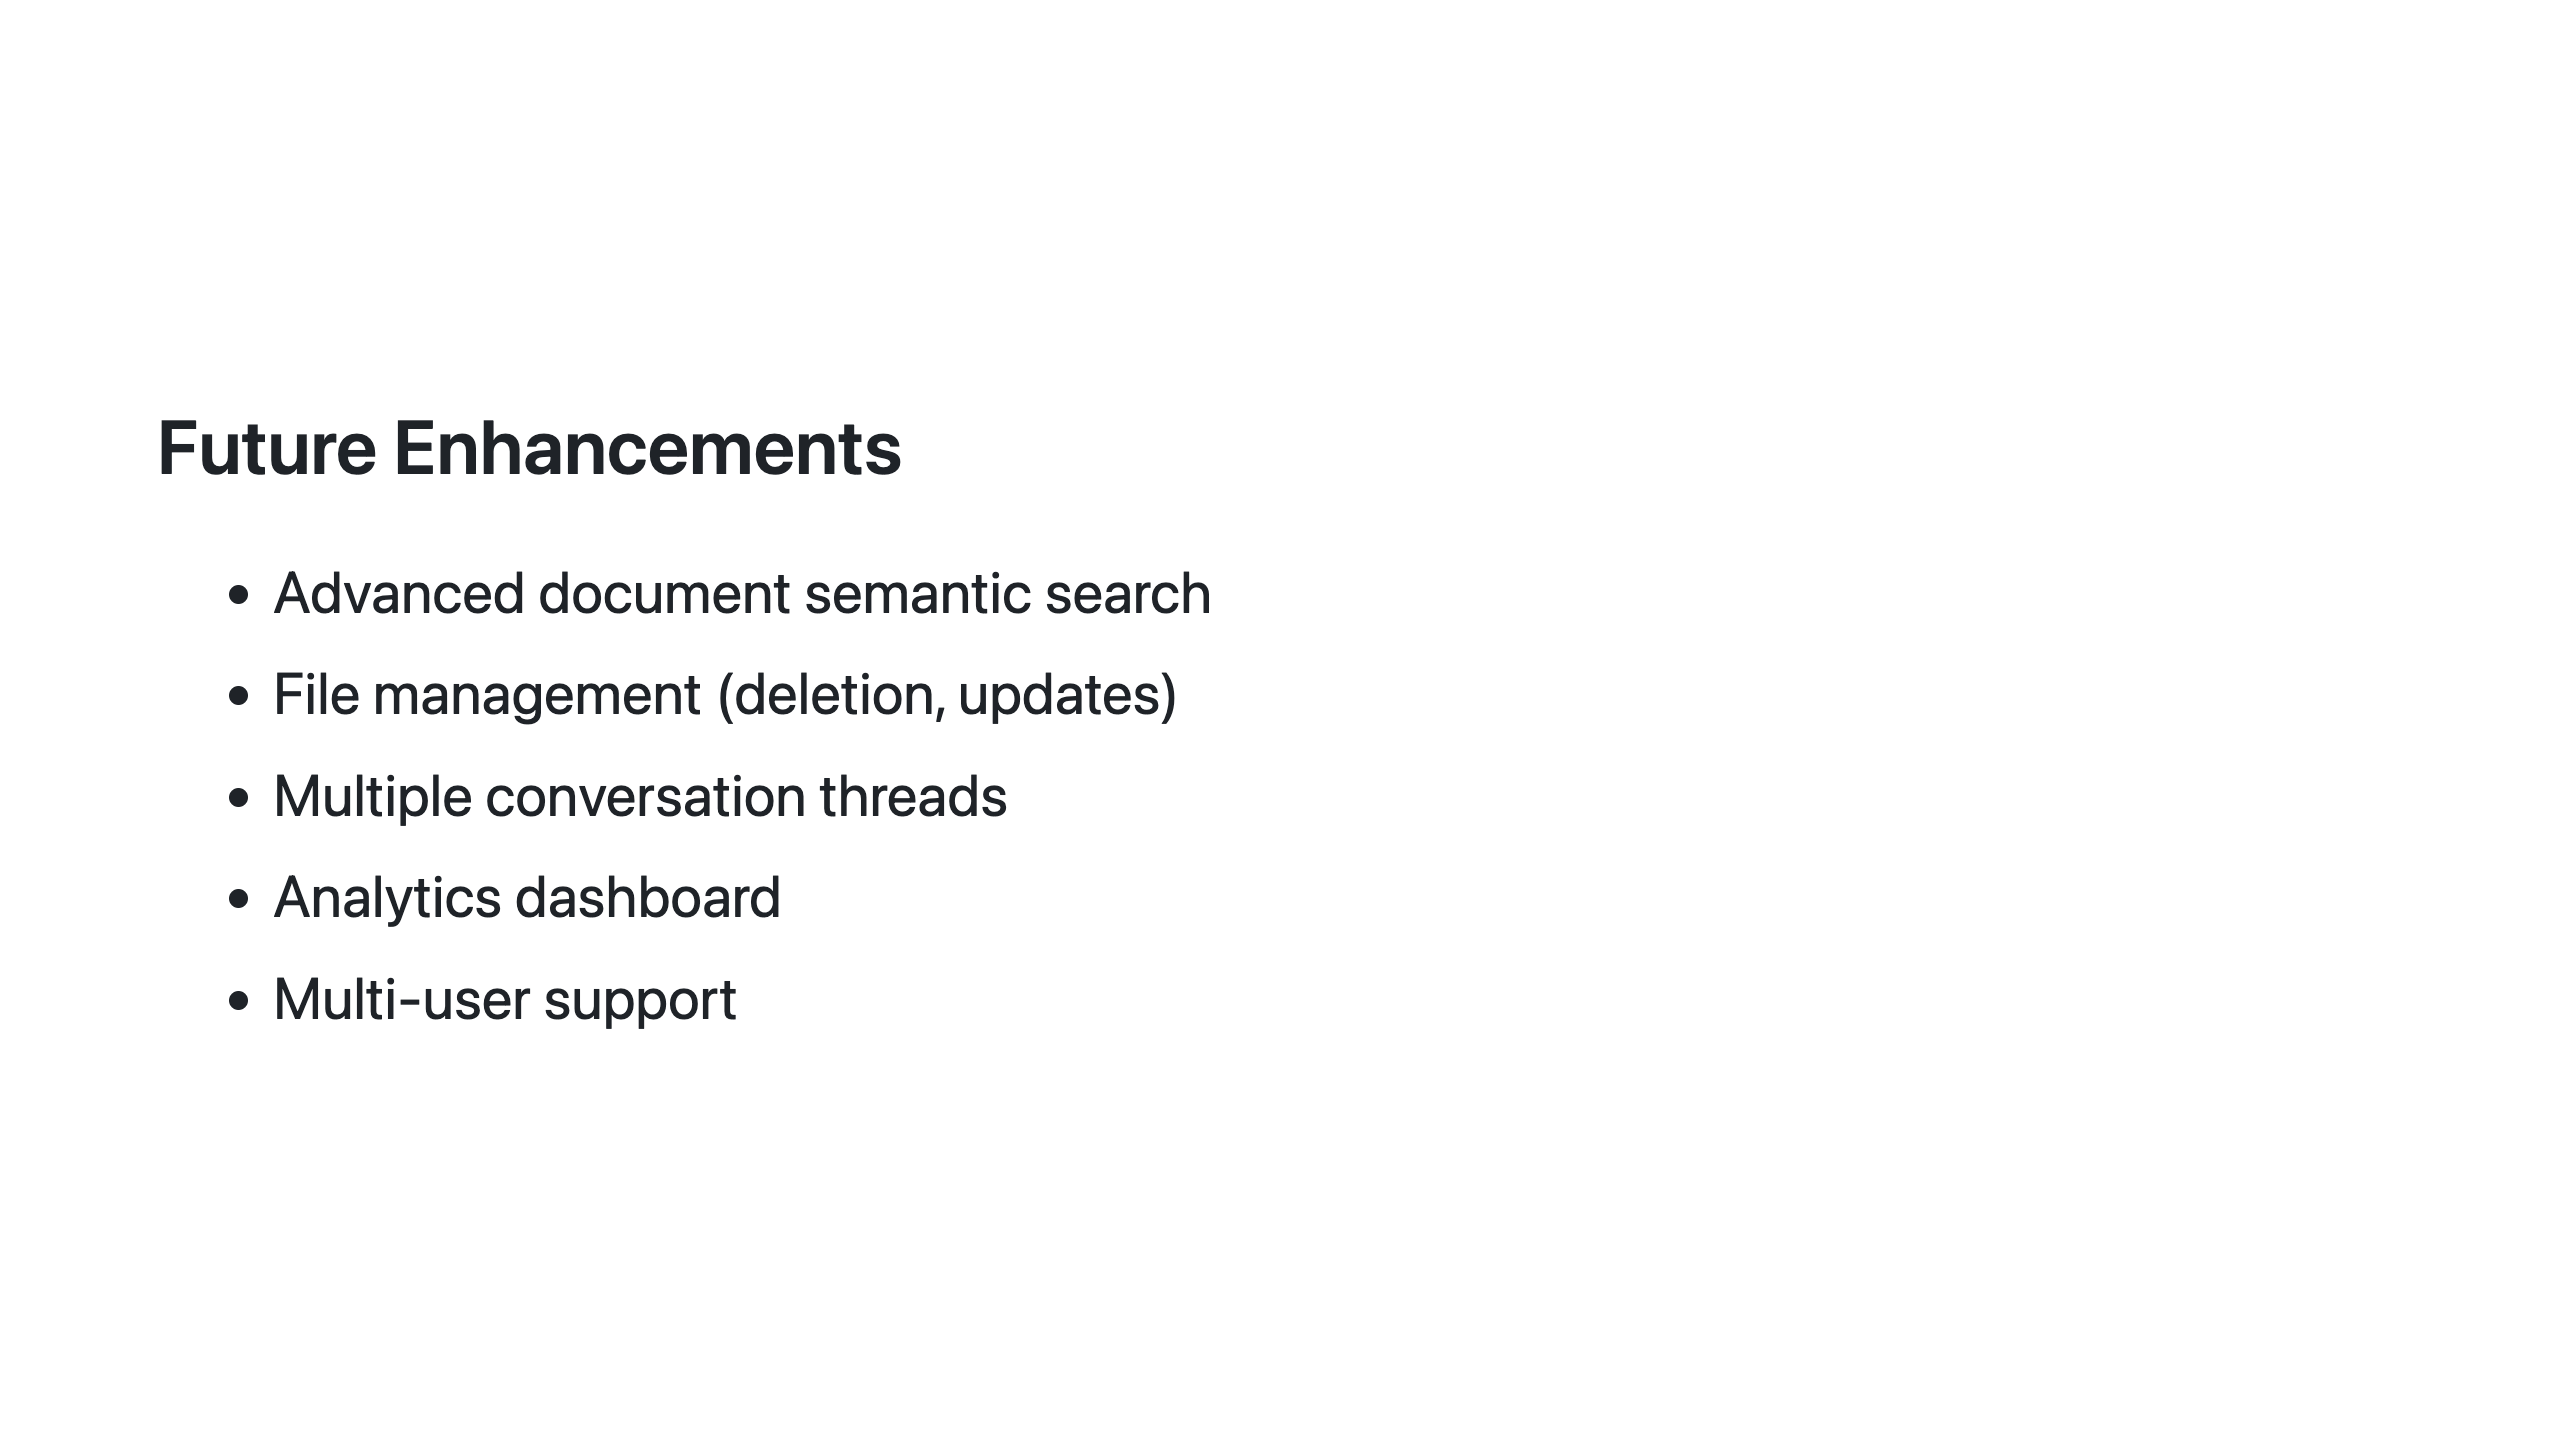 Future Enhancements
• Advanced document semantic search
• File management (deletion, updates)
• Multiple conversation threads
• Analytics dashboard
• Multi-user support